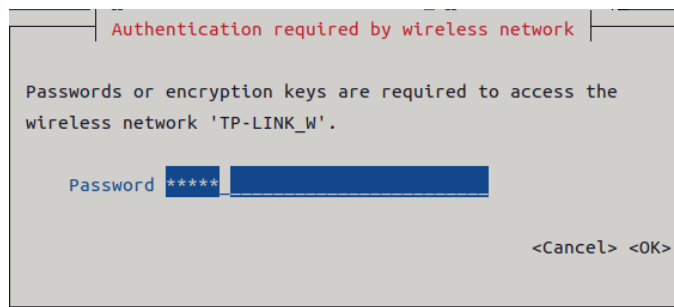 Authentication required by wireless network
Passwords or encryption keys are required to access the
wireless network 'TP-LINK_W'.
Password *****
<Cancel> <OK>